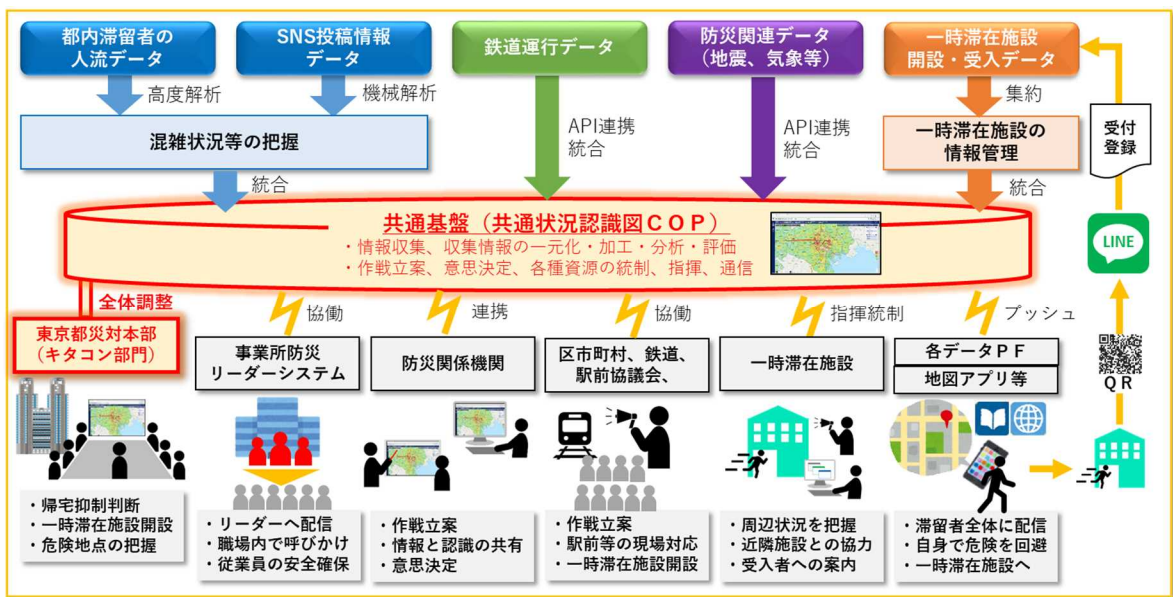 都内滞留者の
人流データ
SNS投稿情報
データ
鉄道運行データ
防災関連データ
（地震、気象等）
一時滞在施設
開設・受入データ
高度解析
機械解析
API連携
統合
API連携
統合
集約
混雑状況等の把握
一時滞在施設の
情報管理
受付
登録
統合
統合
共通基盤（共通状況認識図ＣＯＰ）
・情報収集、収集情報の一元化・加工・分析・評価
・作戦立案、意思決定、各種資源の統制、指揮、通信
LINE
全体調整
協働
連携
協働
指揮統制
プッシュ
東京都災対本部
（キタコン部門）
事業所防災
リーダーシステム
防災関係機関
区市町村、鉄道、
駅前協議会、
一時滞在施設
各データＰＦ
地図アプリ等
ＱＲ
・帰宅抑制判断
・一時滞在施設開設
・危険地点の把握
・リーダーへ配信
・職場内で呼びかけ
・従業員の安全確保
・作戦立案
・情報と認識の共有
・意思決定
・作戦立案
・駅前等の現場対応
・一時滞在施設開設
・周辺状況を把握
・近隣施設との協力
・受入者への案内
・滞留者全体に配信
・自身で危険を回避
・一時滞在施設へ